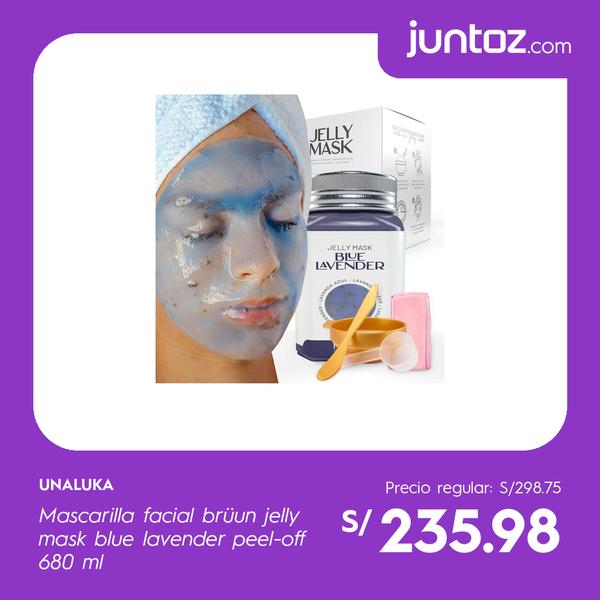 juntoz.com
JELLY
MASK
JELLY MASK
BLUE
LAVENDER
UNALUKA
Mascarilla facial brüun jelly
mask blue lavender peel-off
680 ml
Precio regular: S/298.75
S/235.98